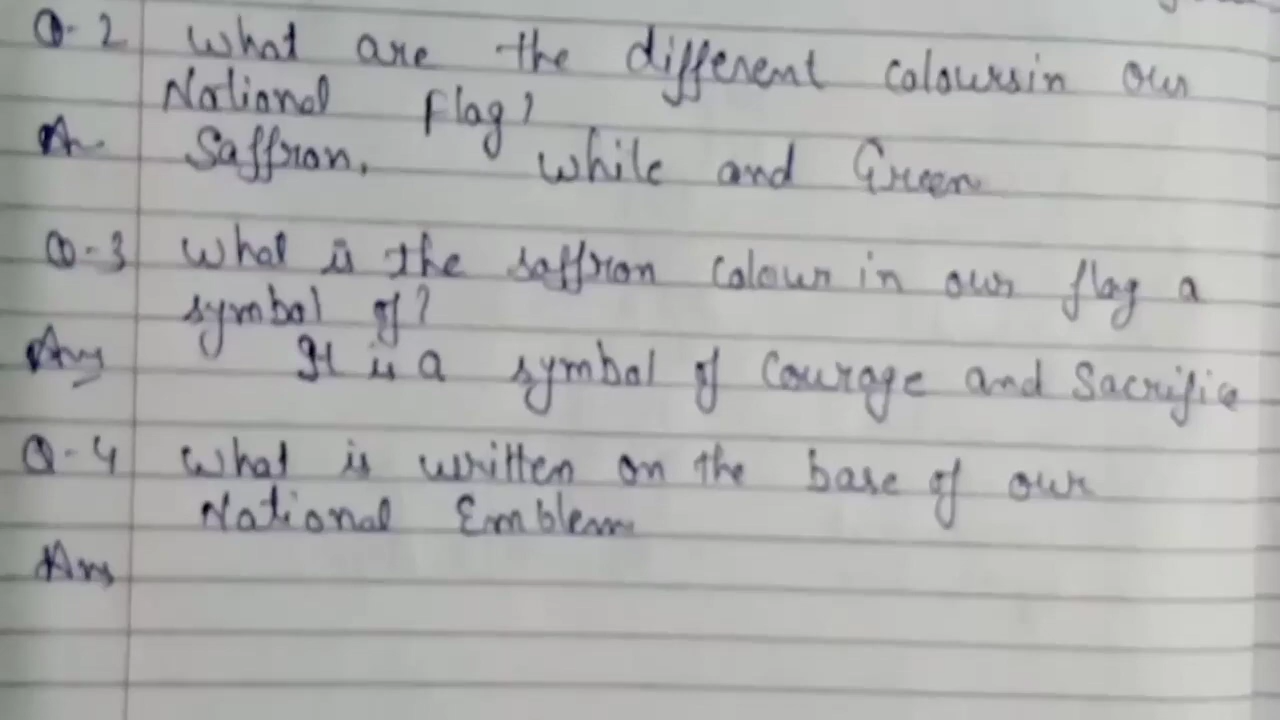 Q-2 What are the different coloursin our
National Flag?
An Saffron, while and Green
Q-3 What is the saffron colour in our flag a
symbol of?
Ans It is a symbol of Courage and Sacrifice
Q-4 What is written on the base of our
National Emblem
Ans